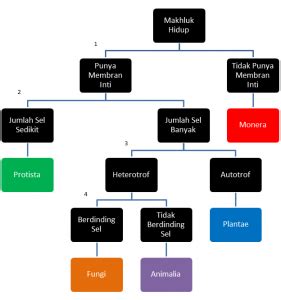 Makhluk
Hidup
1
Punya
Membran
Inti
Tidak Punya
Membran
Inti
2
Jumlah Sel
Sedikit
Jumlah Sel
Banyak
Monera
3
Protista
Heterotrof
Autotrof
4
Berdinding
Sel
Tidak
Berdinding
Sel
Plantae
Fungi
Animalia